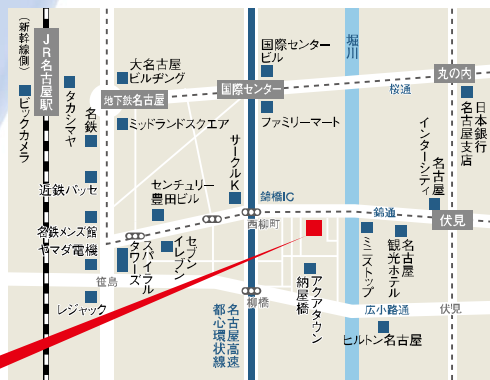 （新幹線側）
ビックカメラ
JR名古屋駅
タカシマヤ
名鉄
近鉄パッセ
名鉄メンズ館
ヤマダ電機
笹島
レジャック
大名古屋
ビルヂング
地下鉄名古屋
ミッドランドスクエア
センチュリー
豊田ビル
スパイラル
タワーズ
セブン
イレブン
サークルK
国際センター
ビル
国際センター
ファミリーマート
錦橋IC
西柳町
柳橋
名古屋高速
都心環状線
堀川
桜通
丸の内
日本銀行
名古屋支店
名古屋
インターシティ
錦通
伏見
ミニストップ
名古屋
観光ホテル
アクアタウン
納屋橋
広小路通
伏見
ヒルトン名古屋